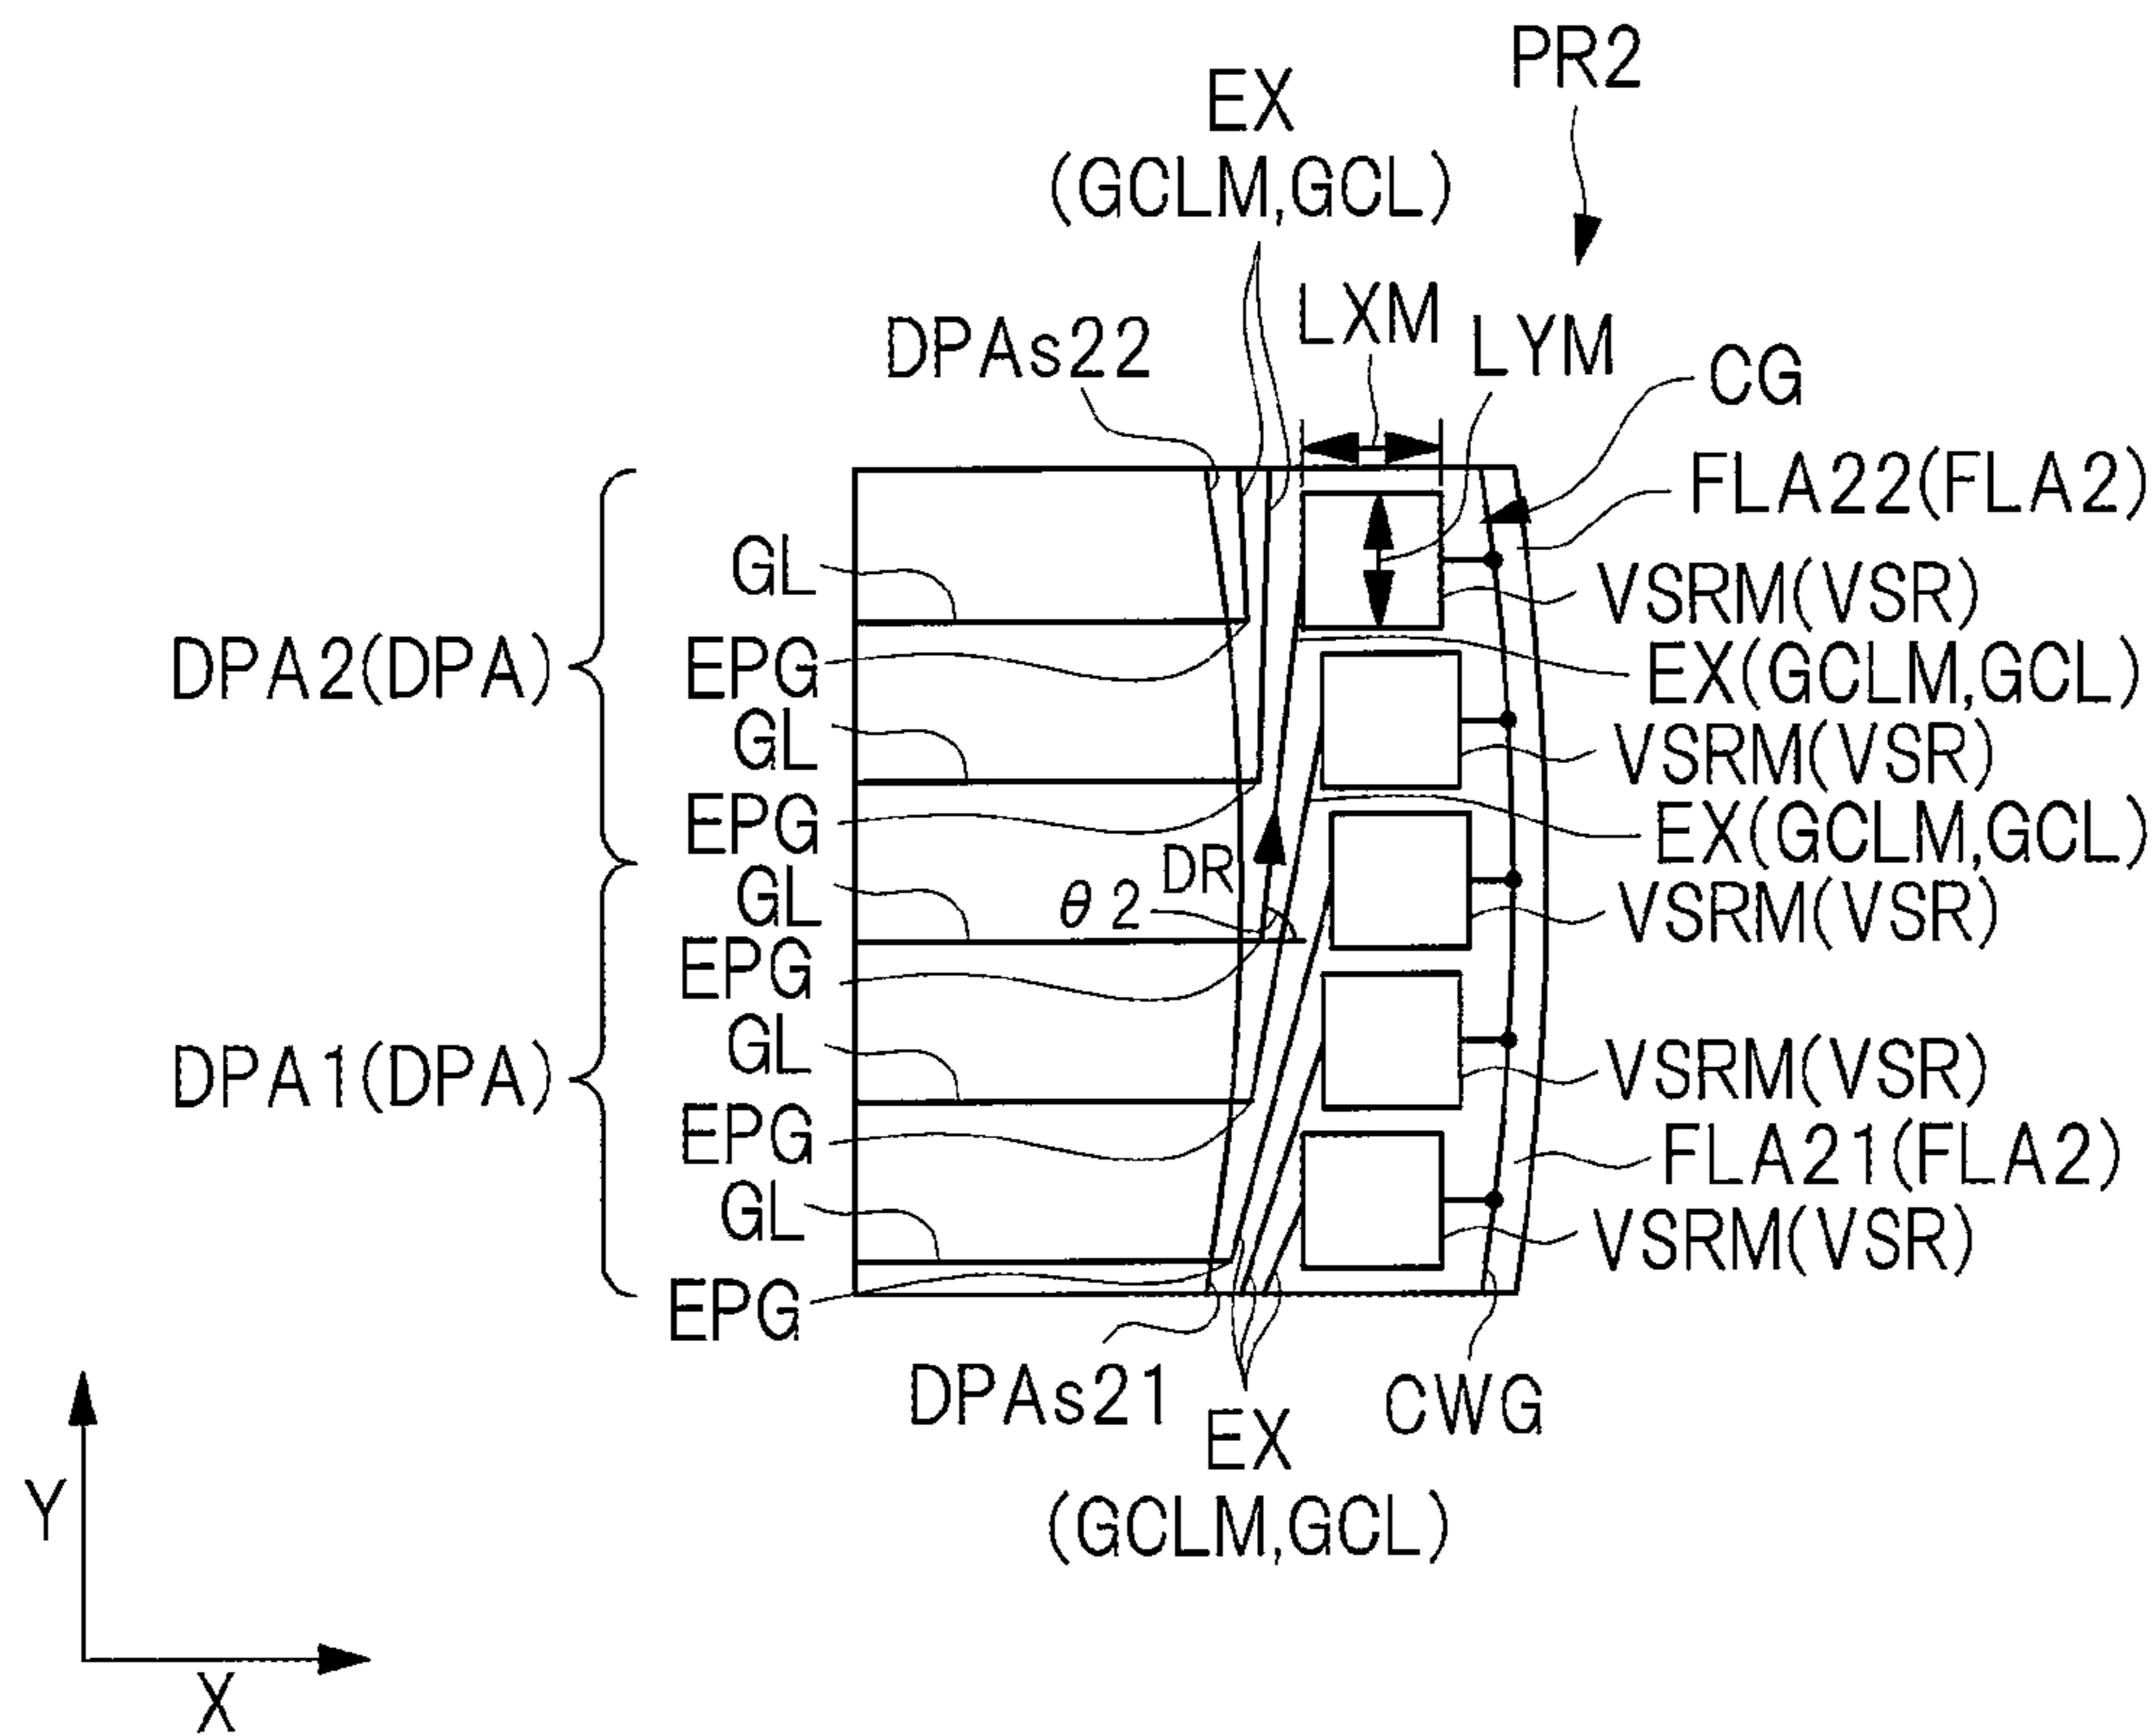 PR2
EX
(GCLM,GCL)
LXM
LYM
DPAs22
CG
FLA22(FLA2)
GL
VSRM(VSR)
DPA2(DPA)
EPG
EX(GCLM,GCL)
GL
VSRM(VSR)
EPG
EX(GCLM,GCL)
DR
GL
θ2
VSRM(VSR)
EPG
GL
DPA1(DPA)
VSRM(VSR)
EPG
FLA21(FLA2)
GL
VSRM(VSR)
EPG
DPAs21
CWG
EX
(GCLM,GCL)
Y
X